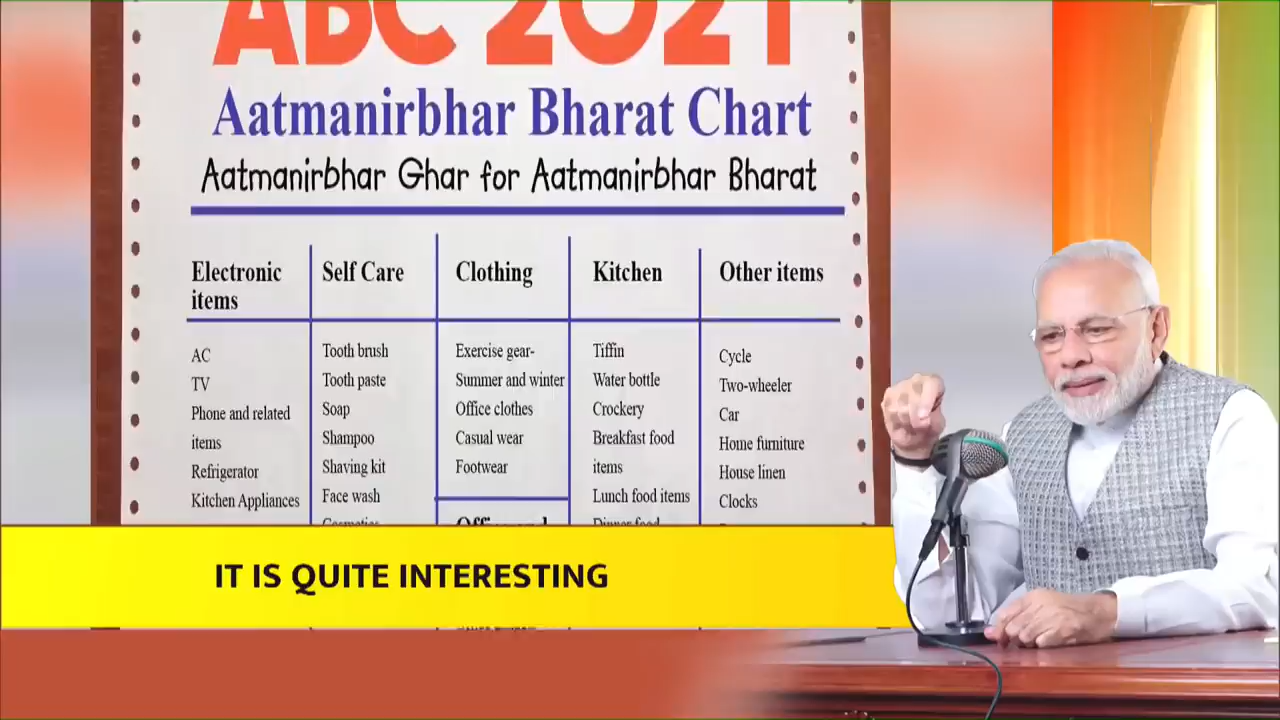 ABC 2021
Aatmanirbhar Bharat Chart
Aatmanirbhar Ghar for Aatmanirbhar Bharat
Electronic
items
AC
TV
Phone and related
items
Refrigerator
Kitchen Appliances
Self Care
Tooth brush
Tooth paste
Soap
Shampoo
Shaving kit
Face wash
Cosmetics
Clothing
Exercise gear-
Summer and winter
Office clothes
Casual wear
Footwear
Kitchen
Tiffin
Water bottle
Crockery
Breakfast food
items
Lunch food items
Dinner food
Other items
Cycle
Two-wheeler
Car
Home furniture
House linen
Clocks
IT IS QUITE INTERESTING